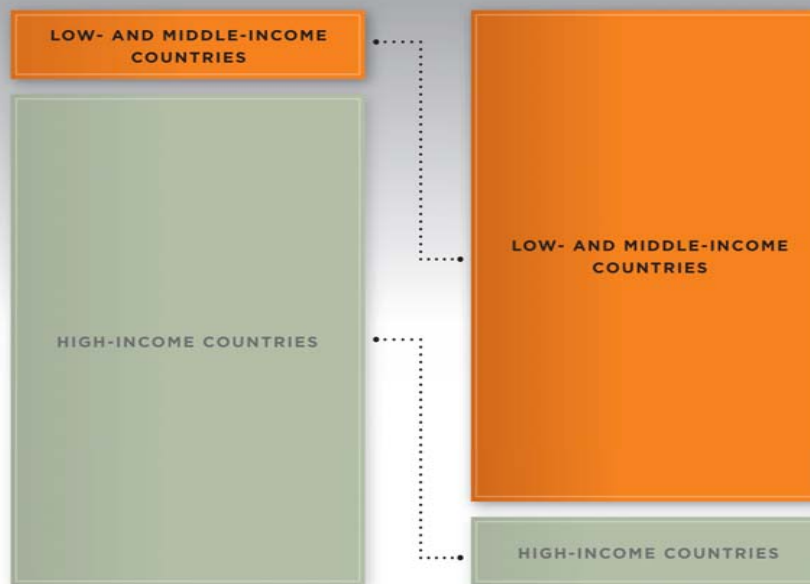 LOW- AND MIDDLE-INCOME
COUNTRIES
HIGH-INCOME COUNTRIES
LOW- AND MIDDLE-INCOME
COUNTRIES
HIGH-INCOME COUNTRIES